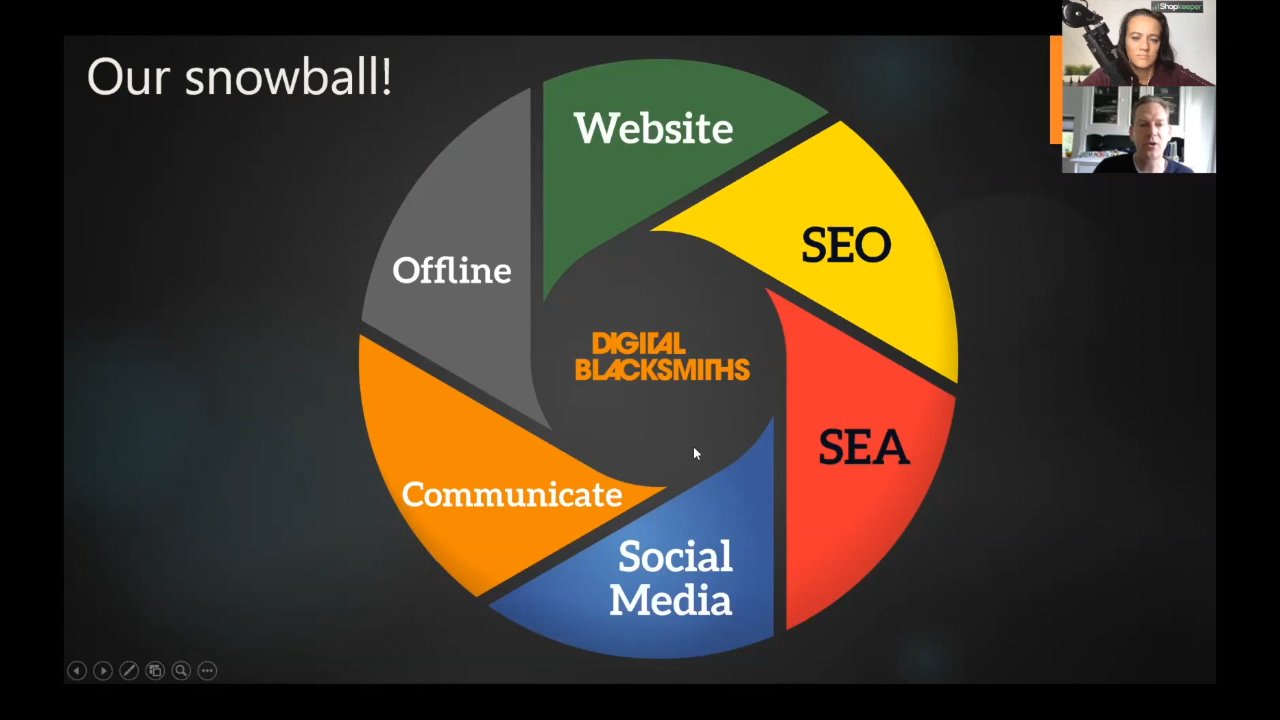 Our snowball!
Shopkeeper
Website
SEO
Offline
DIGITAL
BLACKSMITHS
SEA
Communicate
Social
Media